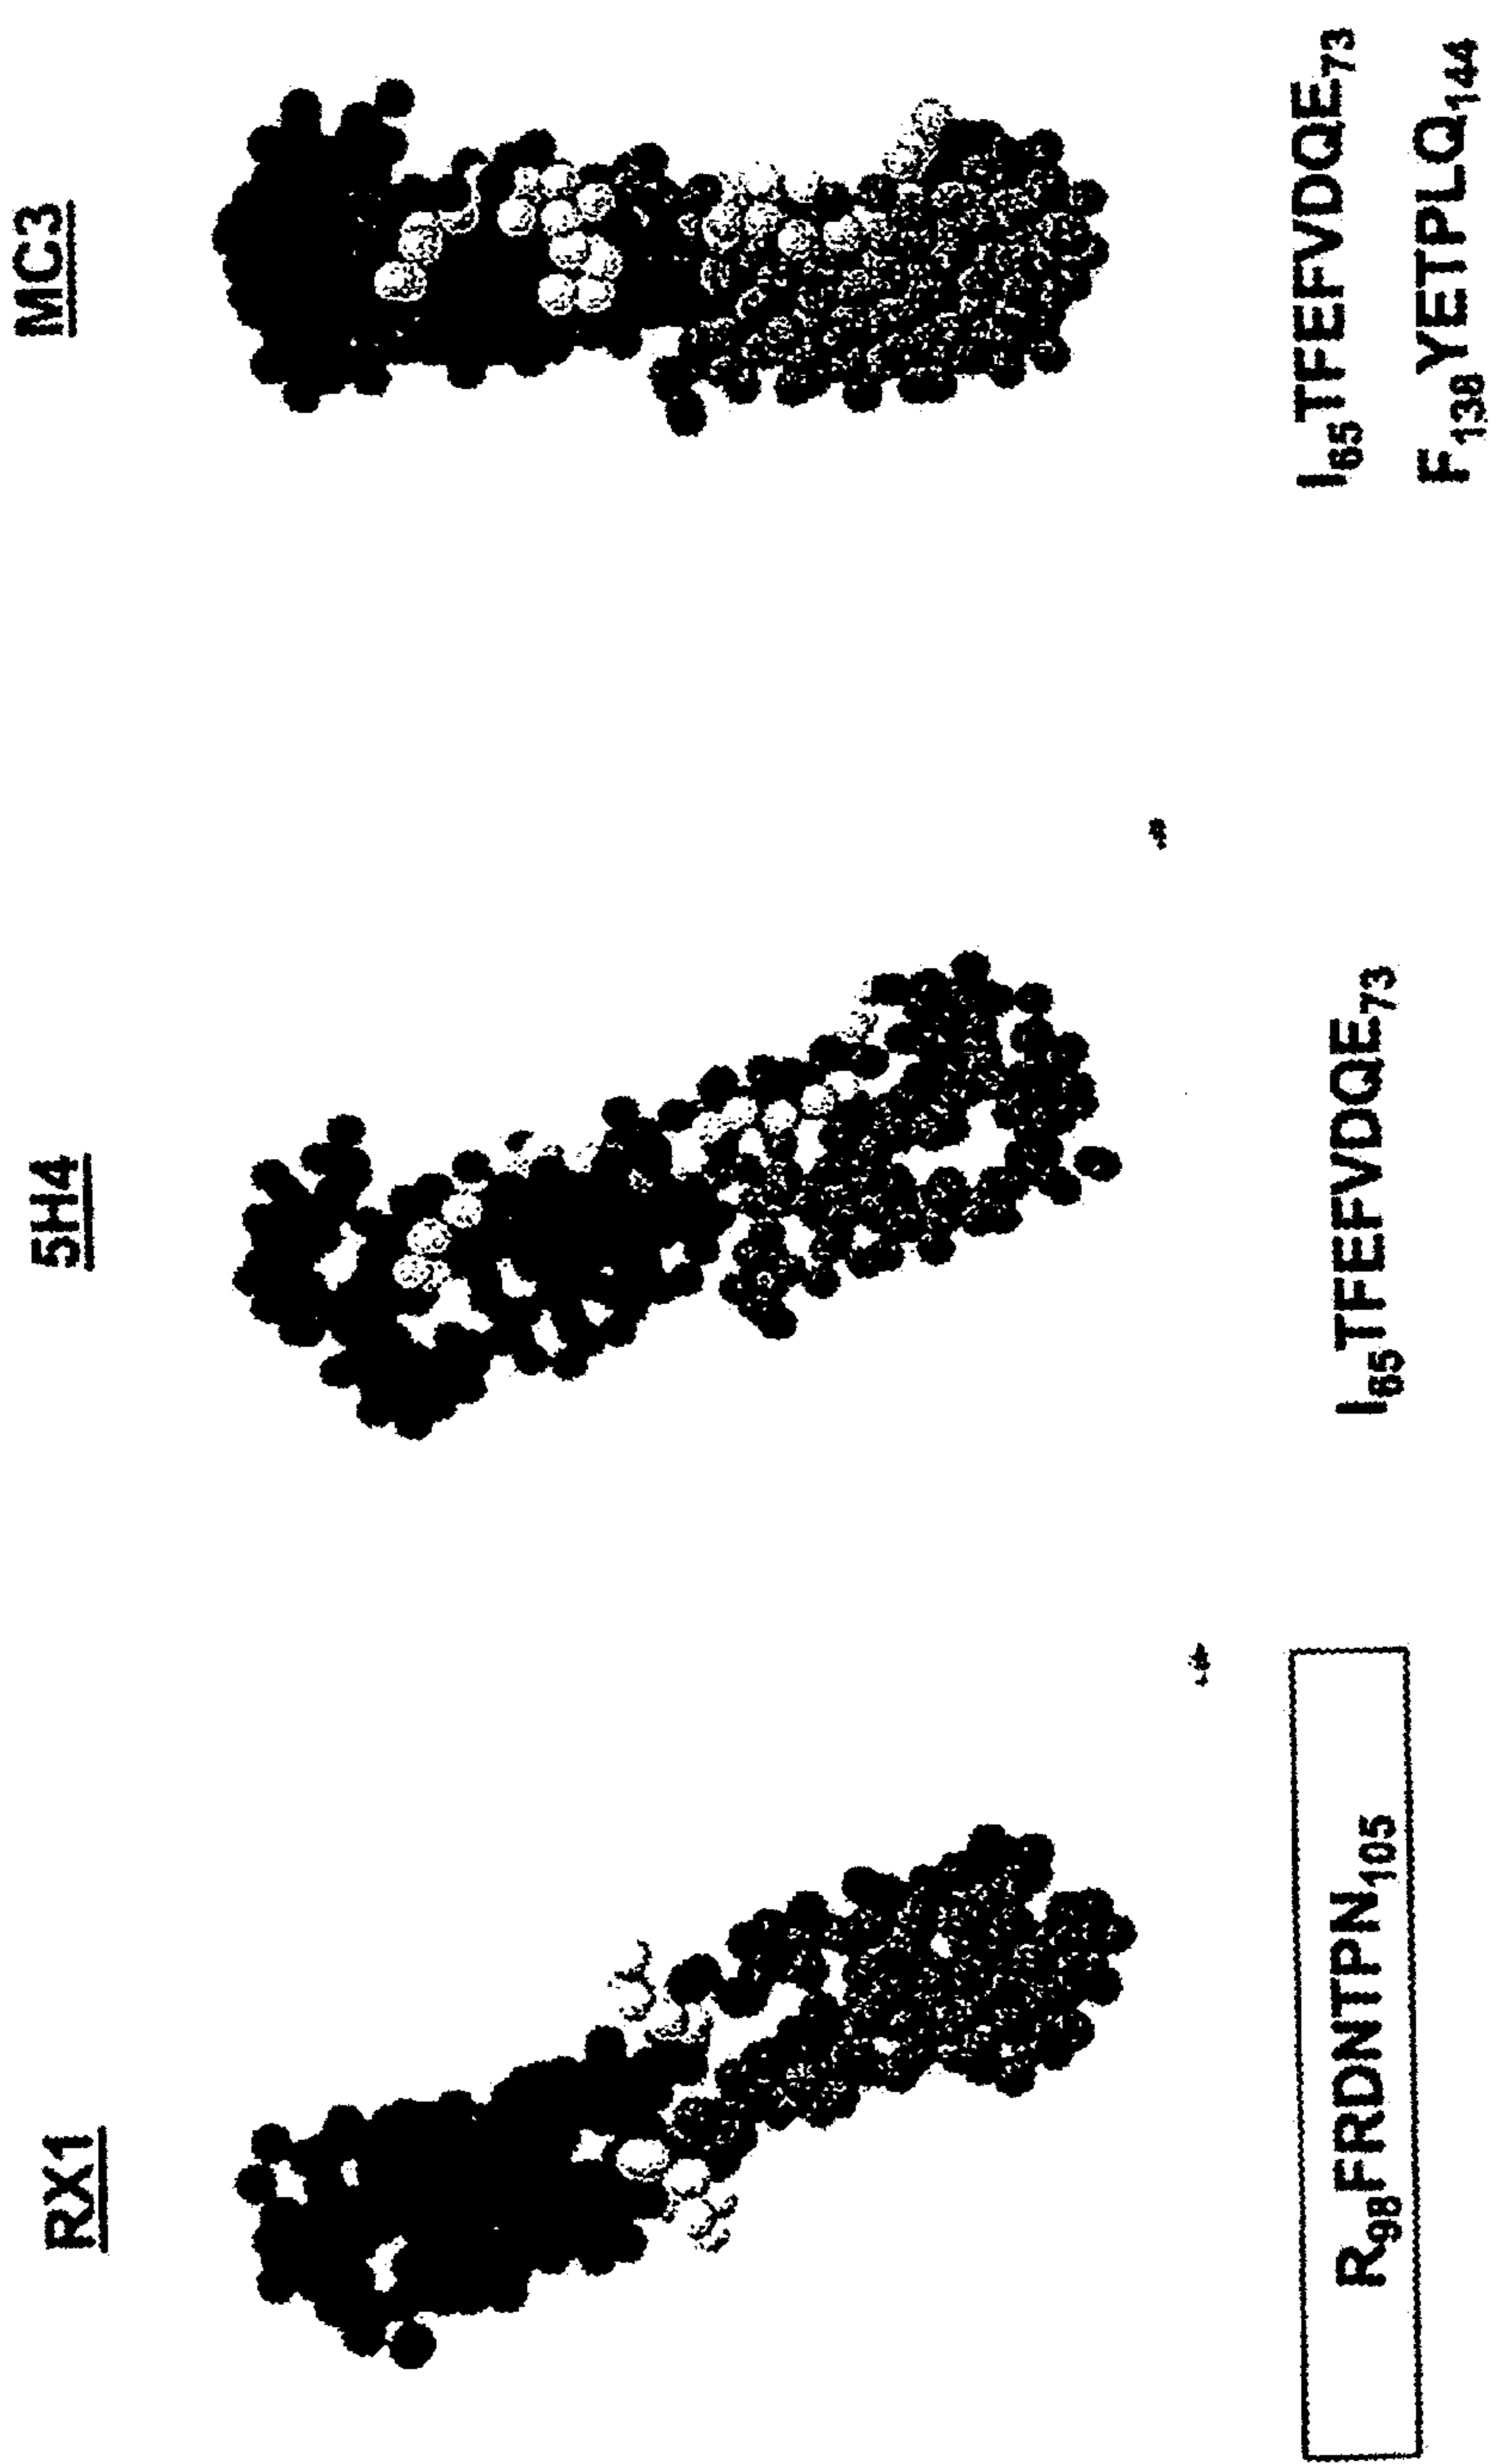 RX1
5H4
MC3
R₉₈FRDNTPN₁₀₅
I₆₅TFEFVDQE₇₃
I₆₅TFEFVDQE₇₃
F₁₃₈YETPLQ₁₄₄